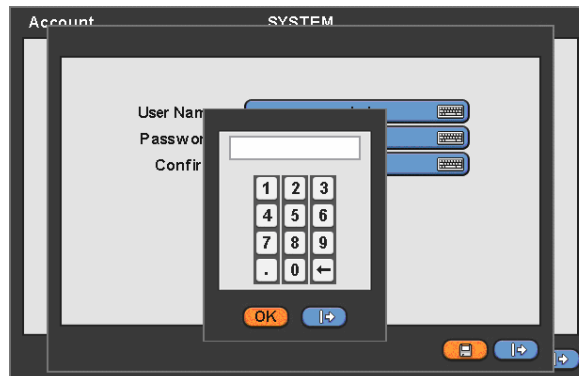 Account SYSTEM
User Nam
Passwor
Confir
1 2 3
4 5 6
7 8 9
. 0 ←
OK